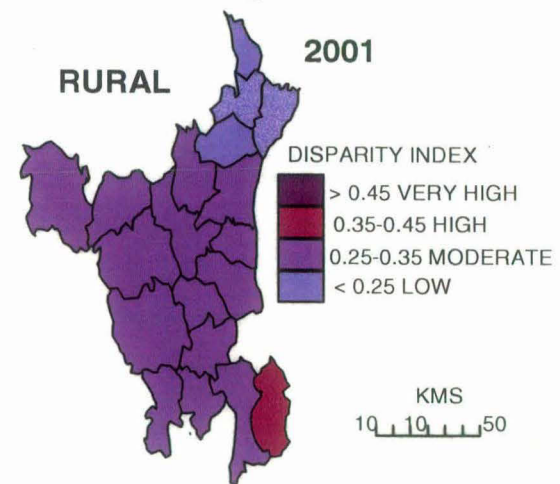 RURAL
2001
DISPARITY INDEX
> 0.45 VERY HIGH
0.35-0.45 HIGH
0.25-0.35 MODERATE
< 0.25 LOW
KMS
10 10 50